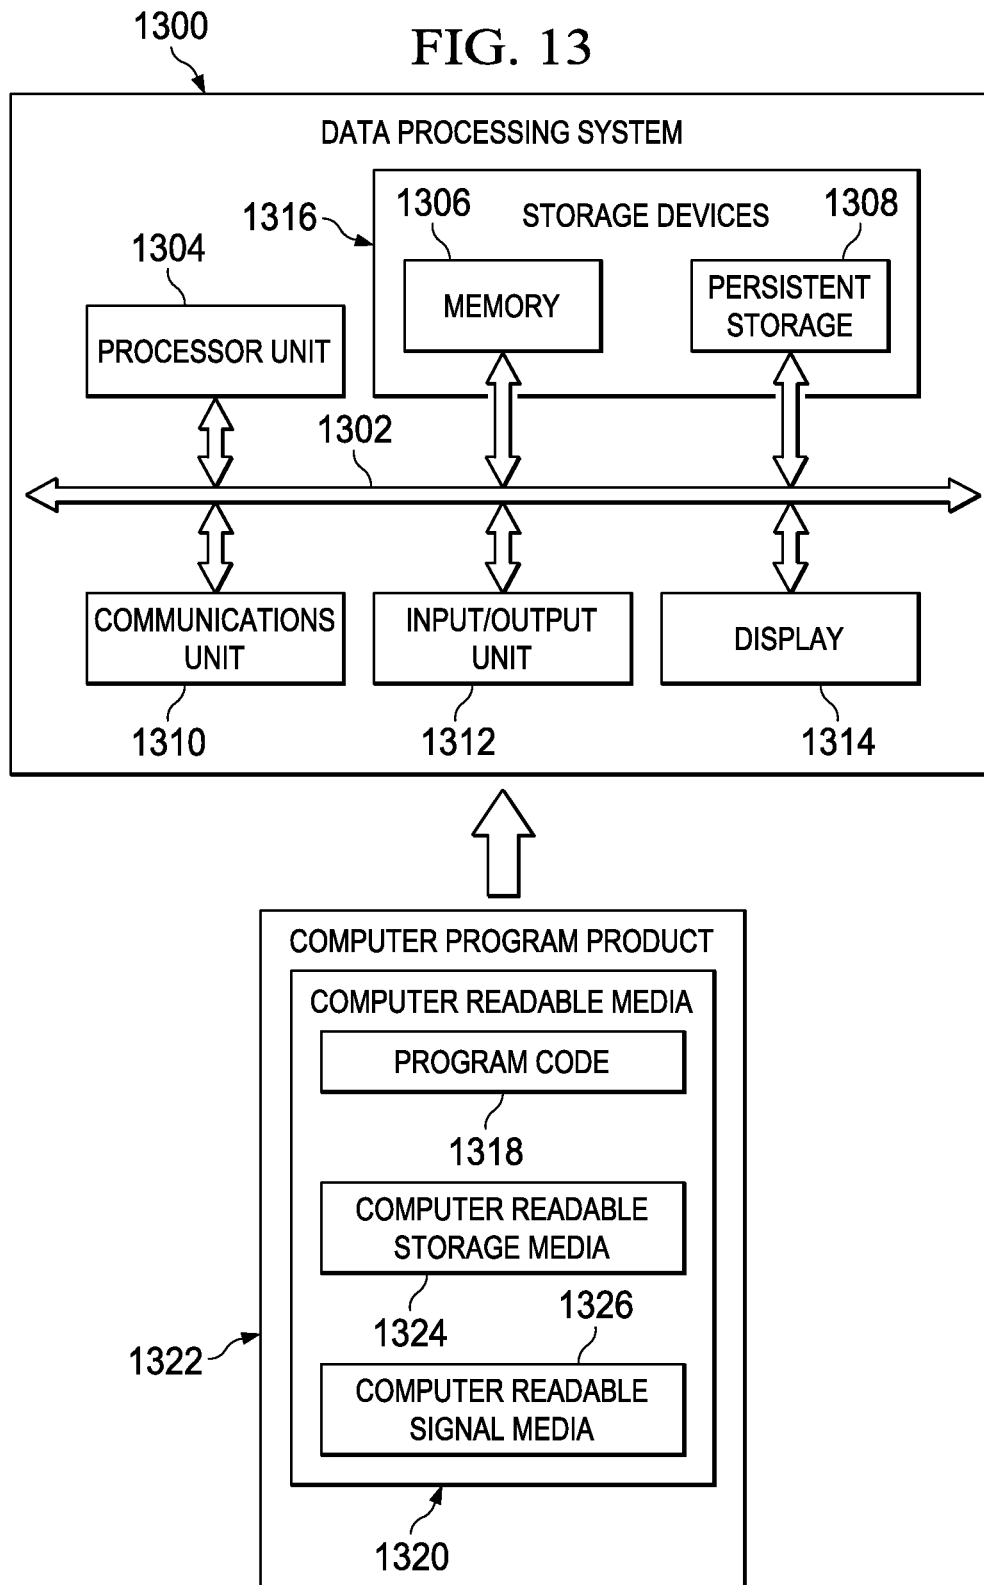 1300
FIG. 13
DATA PROCESSING SYSTEM
1316
1306
STORAGE DEVICES
1308
1304
MEMORY
PERSISTENT
STORAGE
PROCESSOR UNIT
1302
COMMUNICATIONS
UNIT
INPUT/OUTPUT
UNIT
DISPLAY
1310
1312
1314
COMPUTER PROGRAM PRODUCT
COMPUTER READABLE MEDIA
PROGRAM CODE
1318
COMPUTER READABLE
STORAGE MEDIA
1324
1326
1322
COMPUTER READABLE
SIGNAL MEDIA
1320